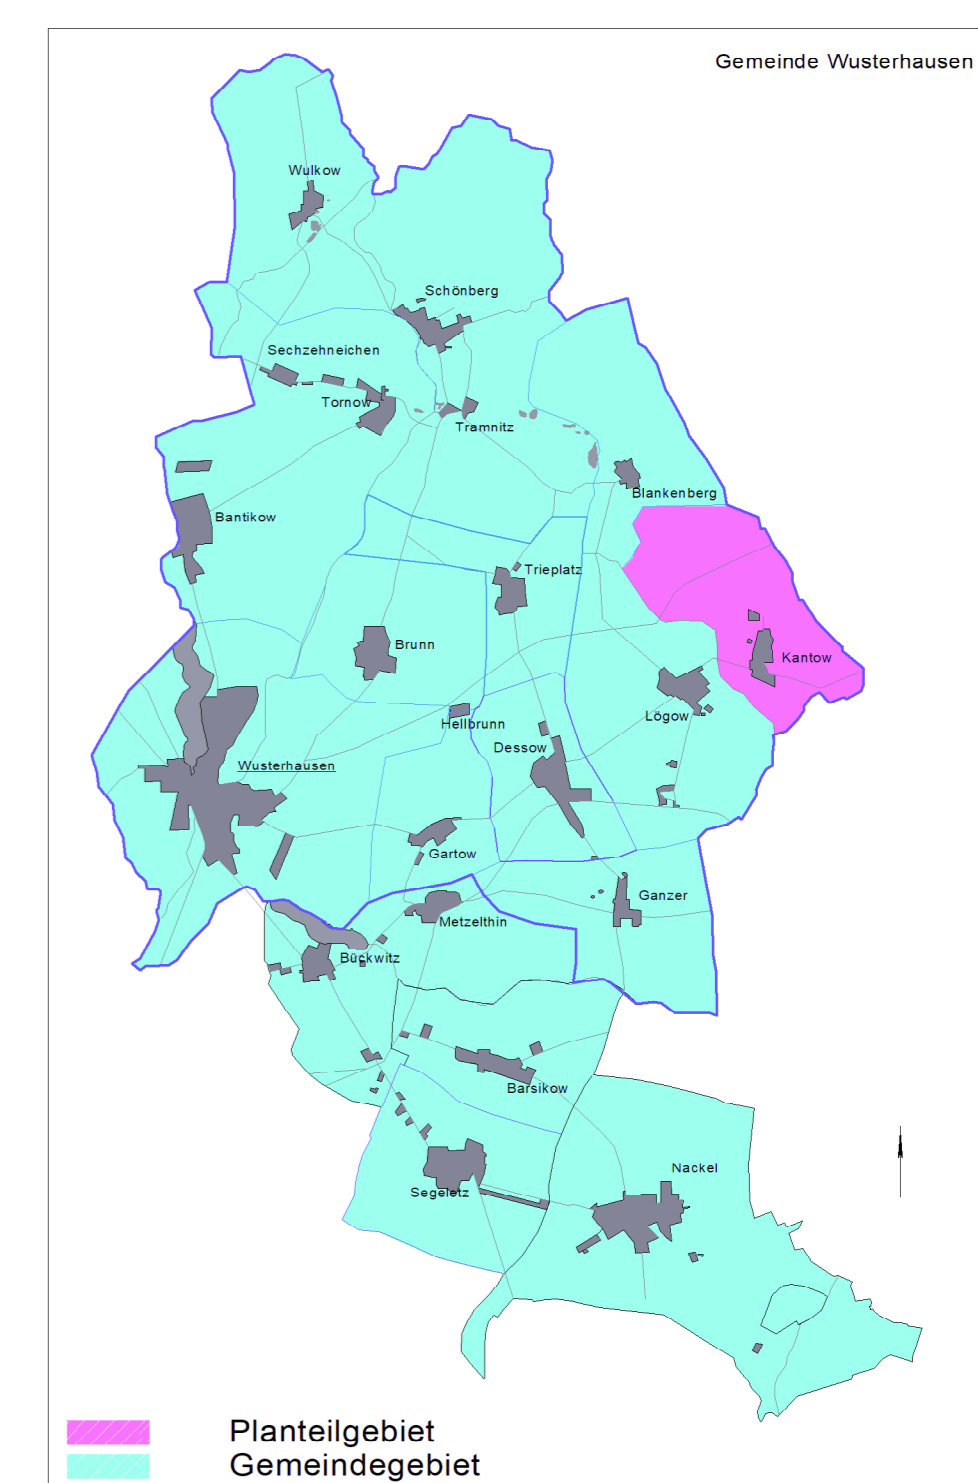 Gemeinde Wusterhausen
Wulkow
Schönberg
Sechzehneichen
Tornow
Tramnitz
Blankenberg
Bantikow
Trieplatz
Brunn
Kantow
Lögow
Hellbrunn
Dessow
Wusterhausen
Gartow
Ganzer
Metzelthin
Bückwitz
Barsikow
Nackel
Segeletz
Planteilgebiet
Gemeindegebiet